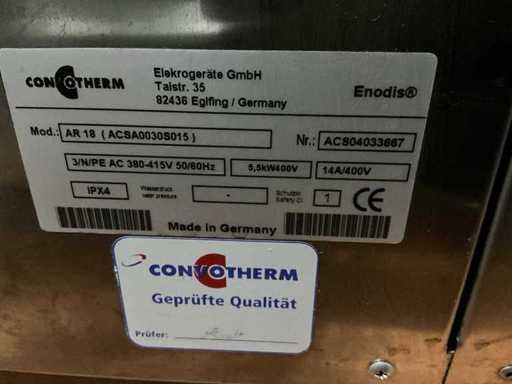 CONVOTHERM
Elekrogeräte GmbH
Talstr. 35
82436 Eglfing / Germany
Enodis®
Mod.: AR 18 ( ACSA0030S015 ) Nr.: ACS04033667
3/N/PE AC 380-415V 50/60Hz 5,5kW400V 14A/400V
IPX4 Wasserdruck water pressure - Schutzkl. Safety Cl. 1 CE
Made in Germany
CONVOTHERM
Geprüfte Qualität
Prüfer: